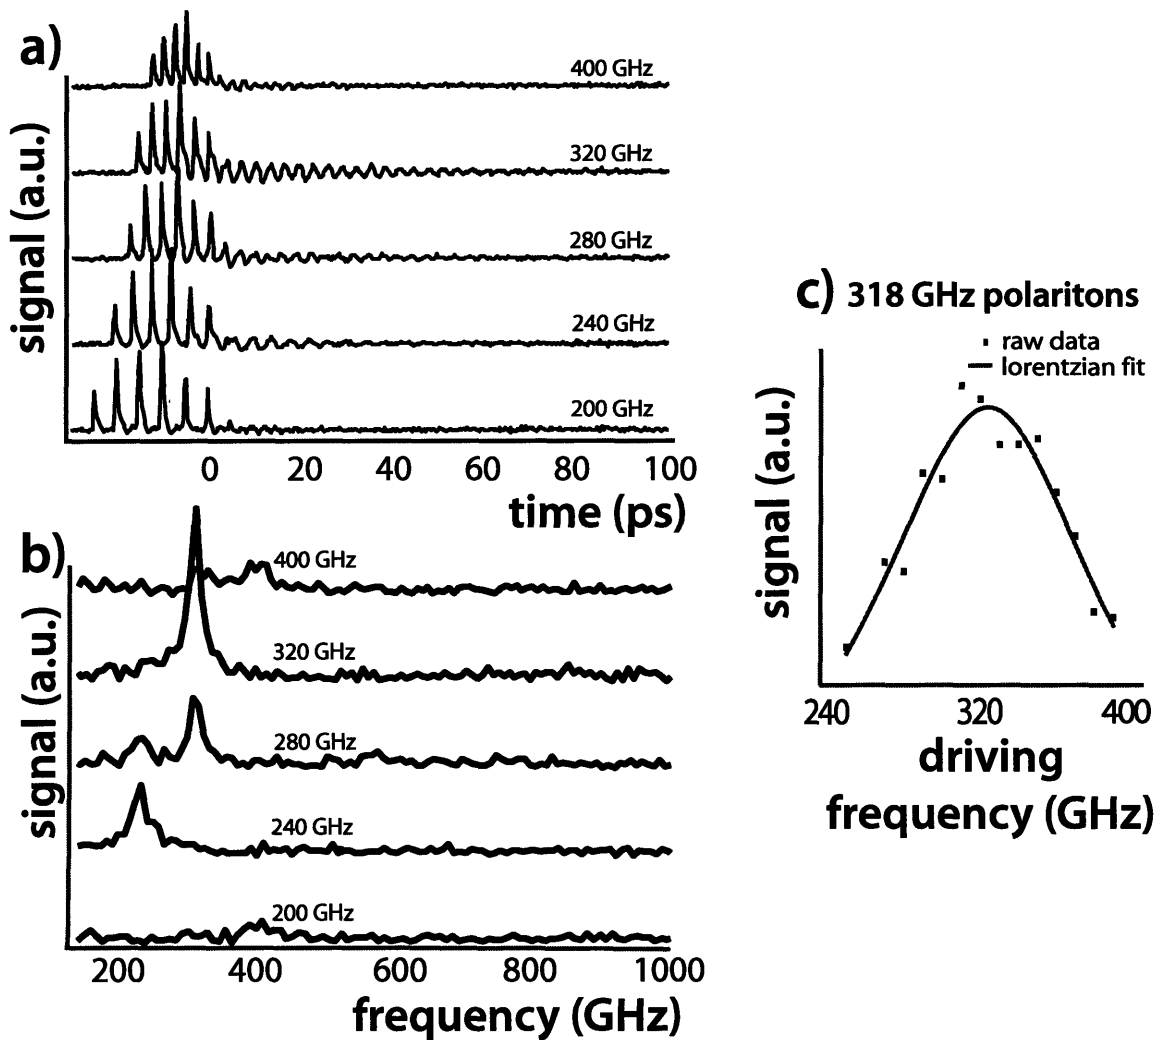 a)
400 GHz
320 GHz
280 GHz
240 GHz
200 GHz
signal (a.u.)
0 20 40 60 80 100
time (ps)
b)
400 GHz
320 GHz
280 GHz
240 GHz
200 GHz
signal (a.u.)
200 400 600 800 1000
frequency (GHz)
c) 318 GHz polaritons
raw data
lorentzian fit
signal (a.u.)
240 320 400
driving
frequency (GHz)